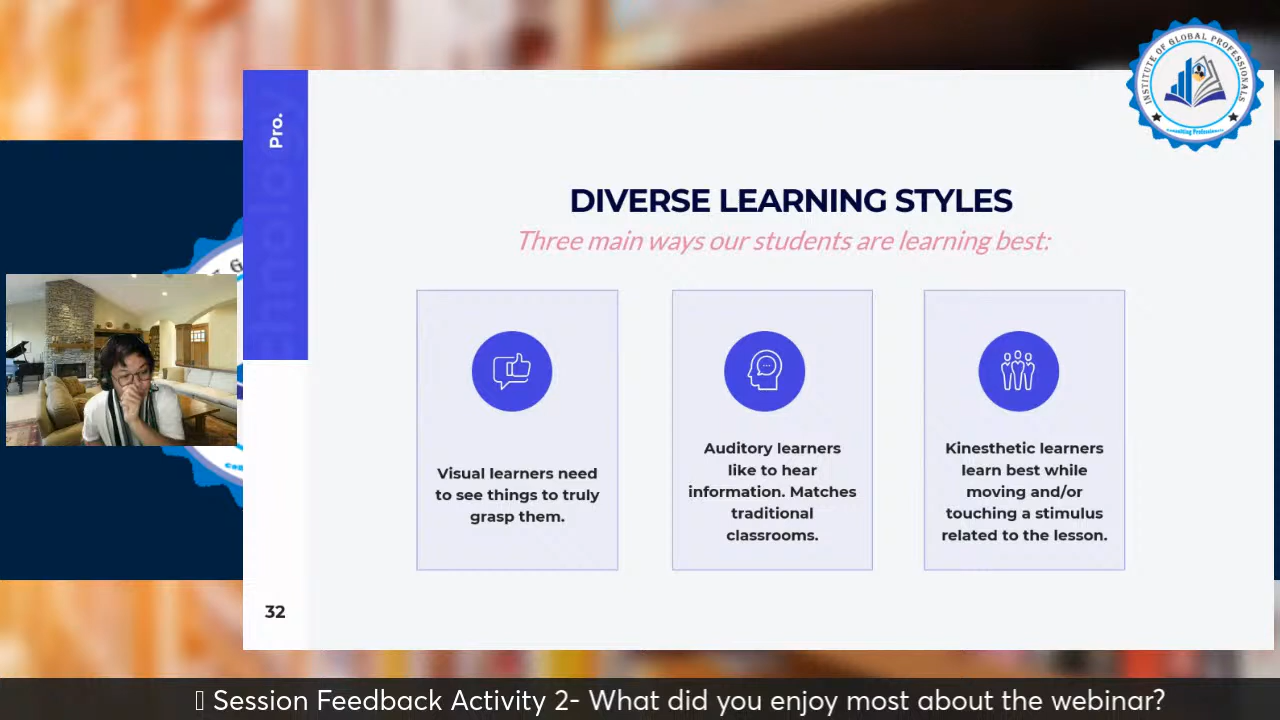 INSTITUTE OF GLOBAL PROFESSIONALS
Consulting Professionals
Pro.
DIVERSE LEARNING STYLES
Three main ways our students are learning best:
Visual learners need
to see things to truly
grasp them.
Auditory learners
like to hear
information. Matches
traditional
classrooms.
Kinesthetic learners
learn best while
moving and/or
touching a stimulus
related to the lesson.
32
Session Feedback Activity 2- What did you enjoy most about the webinar?